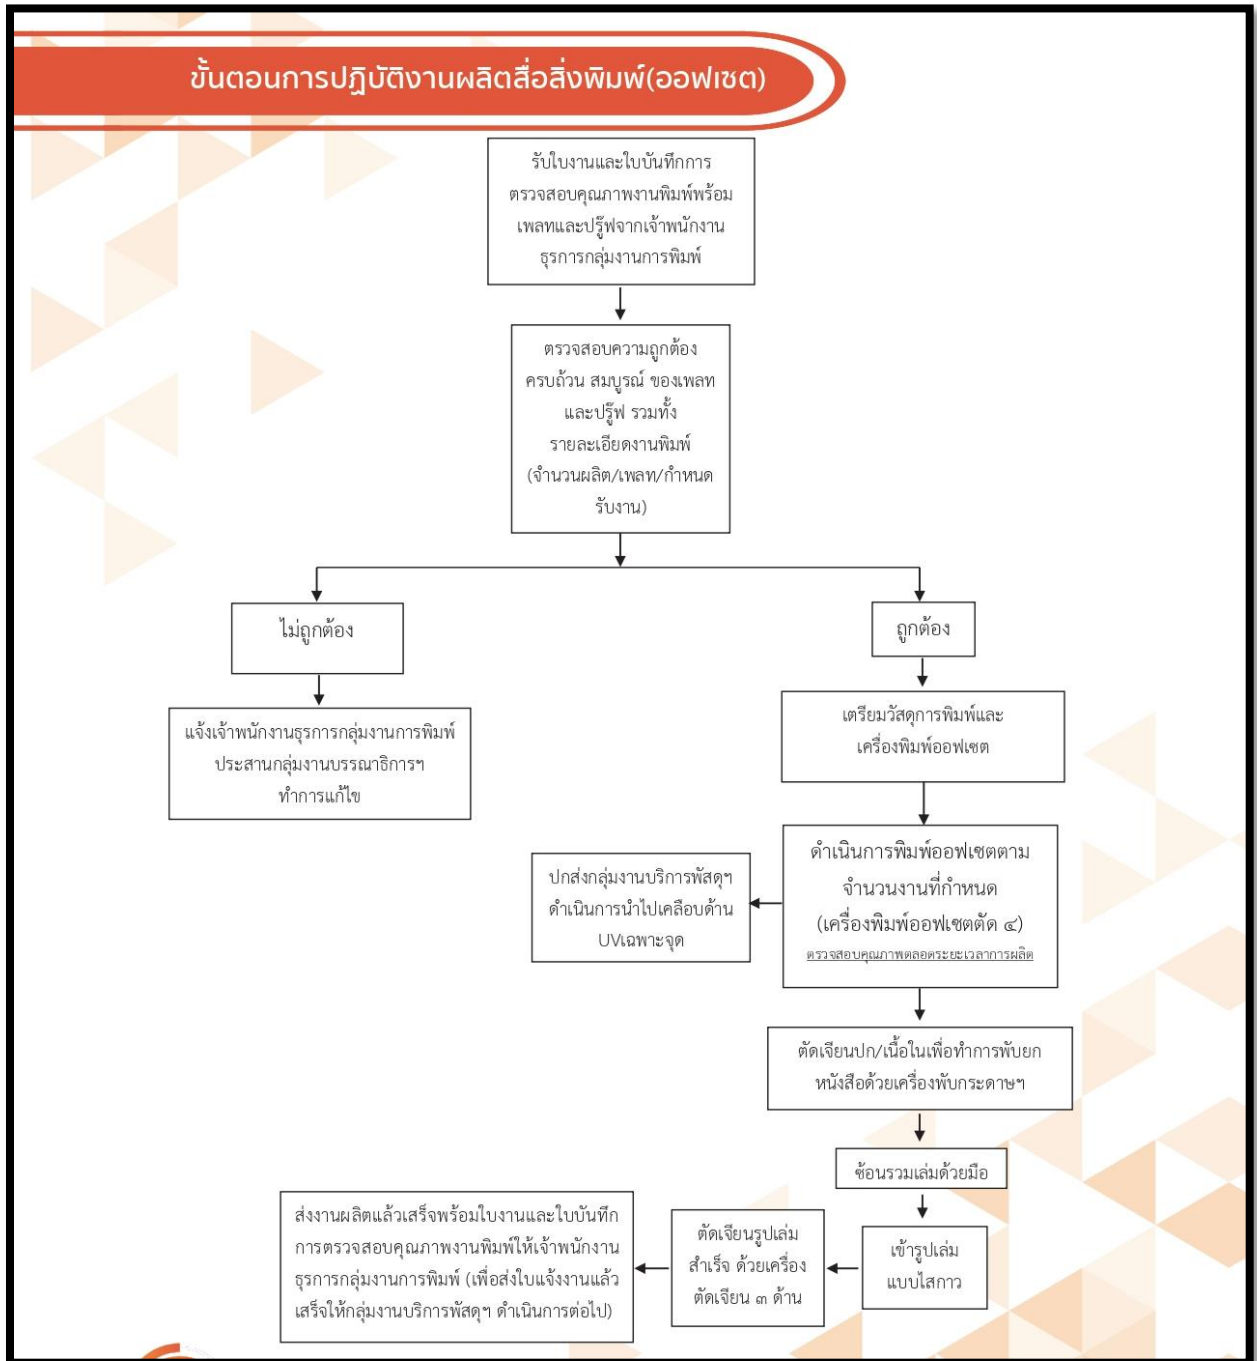 ขั้นตอนการปฏิบัติงานผลิตสื่อสิ่งพิมพ์(ออฟเซต)
รับใบงานและใบบันทึกการ
ตรวจสอบคุณภาพงานพิมพ์พร้อม
เพลทและปรู๊ฟจากเจ้าพนักงาน
ธุรการกลุ่มงานการพิมพ์
ตรวจสอบความถูกต้อง
ครบถ้วน สมบูรณ์ ของเพลท
และปรู๊ฟ รวมทั้ง
รายละเอียดงานพิมพ์
(จำนวนผลิต/เพลท/กำหนด
รับงาน)
ไม่ถูกต้อง
แจ้งเจ้าพนักงานธุรการกลุ่มงานการพิมพ์
ประสานกลุ่มงานบรรณาธิการฯ
ทำการแก้ไข
ถูกต้อง
เตรียมวัสดุการพิมพ์และ
เครื่องพิมพ์ออฟเซต
ดำเนินการพิมพ์ออฟเซตตาม
จำนวนงานที่กำหนด
(เครื่องพิมพ์ออฟเซตตัด ๔)
ตรวจสอบคุณภาพตลอดระยะเวลาการผลิต
ปกส่งกลุ่มงานบริการพัสดุฯ
ดำเนินการนำไปเคลือบด้าน
UVเฉพาะจุด
ตัดเจียนปก/เนื้อในเพื่อทำการพับยก
หนังสือด้วยเครื่องพับกระดาษฯ
ซ้อนรวมเล่มด้วยมือ
เข้ารูปเล่ม
แบบไสกาว
ตัดเจียนรูปเล่ม
สำเร็จ ด้วยเครื่อง
ตัดเจียน ๓ ด้าน
ส่งงานผลิตแล้วเสร็จพร้อมใบงานและใบบันทึก
การตรวจสอบคุณภาพงานพิมพ์ให้เจ้าพนักงาน
ธุรการกลุ่มงานการพิมพ์ (เพื่อส่งใบแจ้งงานแล้ว
เสร็จให้กลุ่มงานบริการพัสดุฯ ดำเนินการต่อไป)